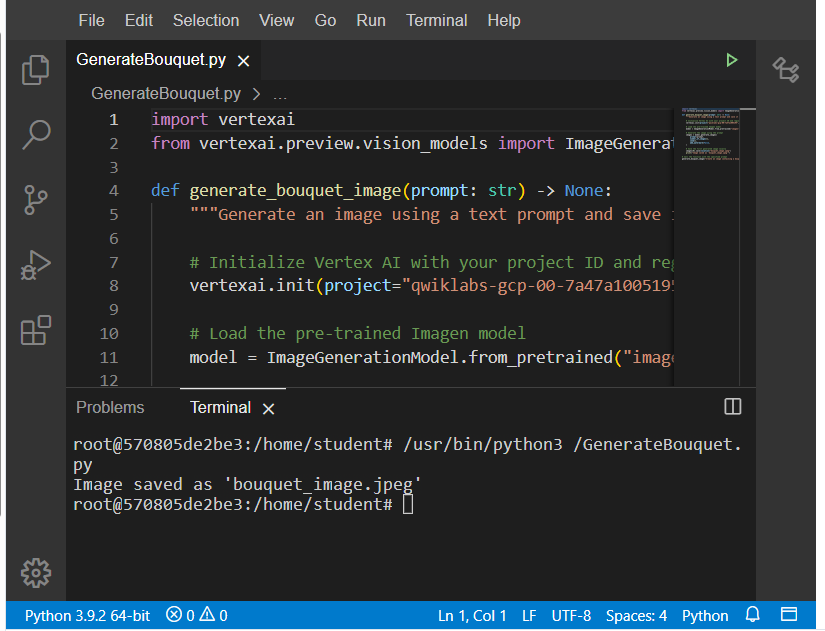 File Edit Selection View Go Run Terminal Help
GenerateBouquet.py
GenerateBouquet.py > ...
1 import vertexai
2 from vertexai.preview.vision_models import ImageGenerat
3
4 def generate_bouquet_image(prompt: str) -> None:
5 """Generate an image using a text prompt and save
6
7 # Initialize Vertex AI with your project ID and reg
8 vertexai.init(project="qwiklabs-gcp-00-7a47a1005195
9
10 # Load the pre-trained Imagen model
11 model = ImageGenerationModel.from_pretrained("image
12
Problems Terminal
root@570805de2be3:/home/student# /usr/bin/python3 /GenerateBouquet.
py
Image saved as 'bouquet_image.jpeg'
root@570805de2be3:/home/student#
Python 3.9.2 64-bit 0 0 Ln 1, Col 1 LF UTF-8 Spaces: 4 Python